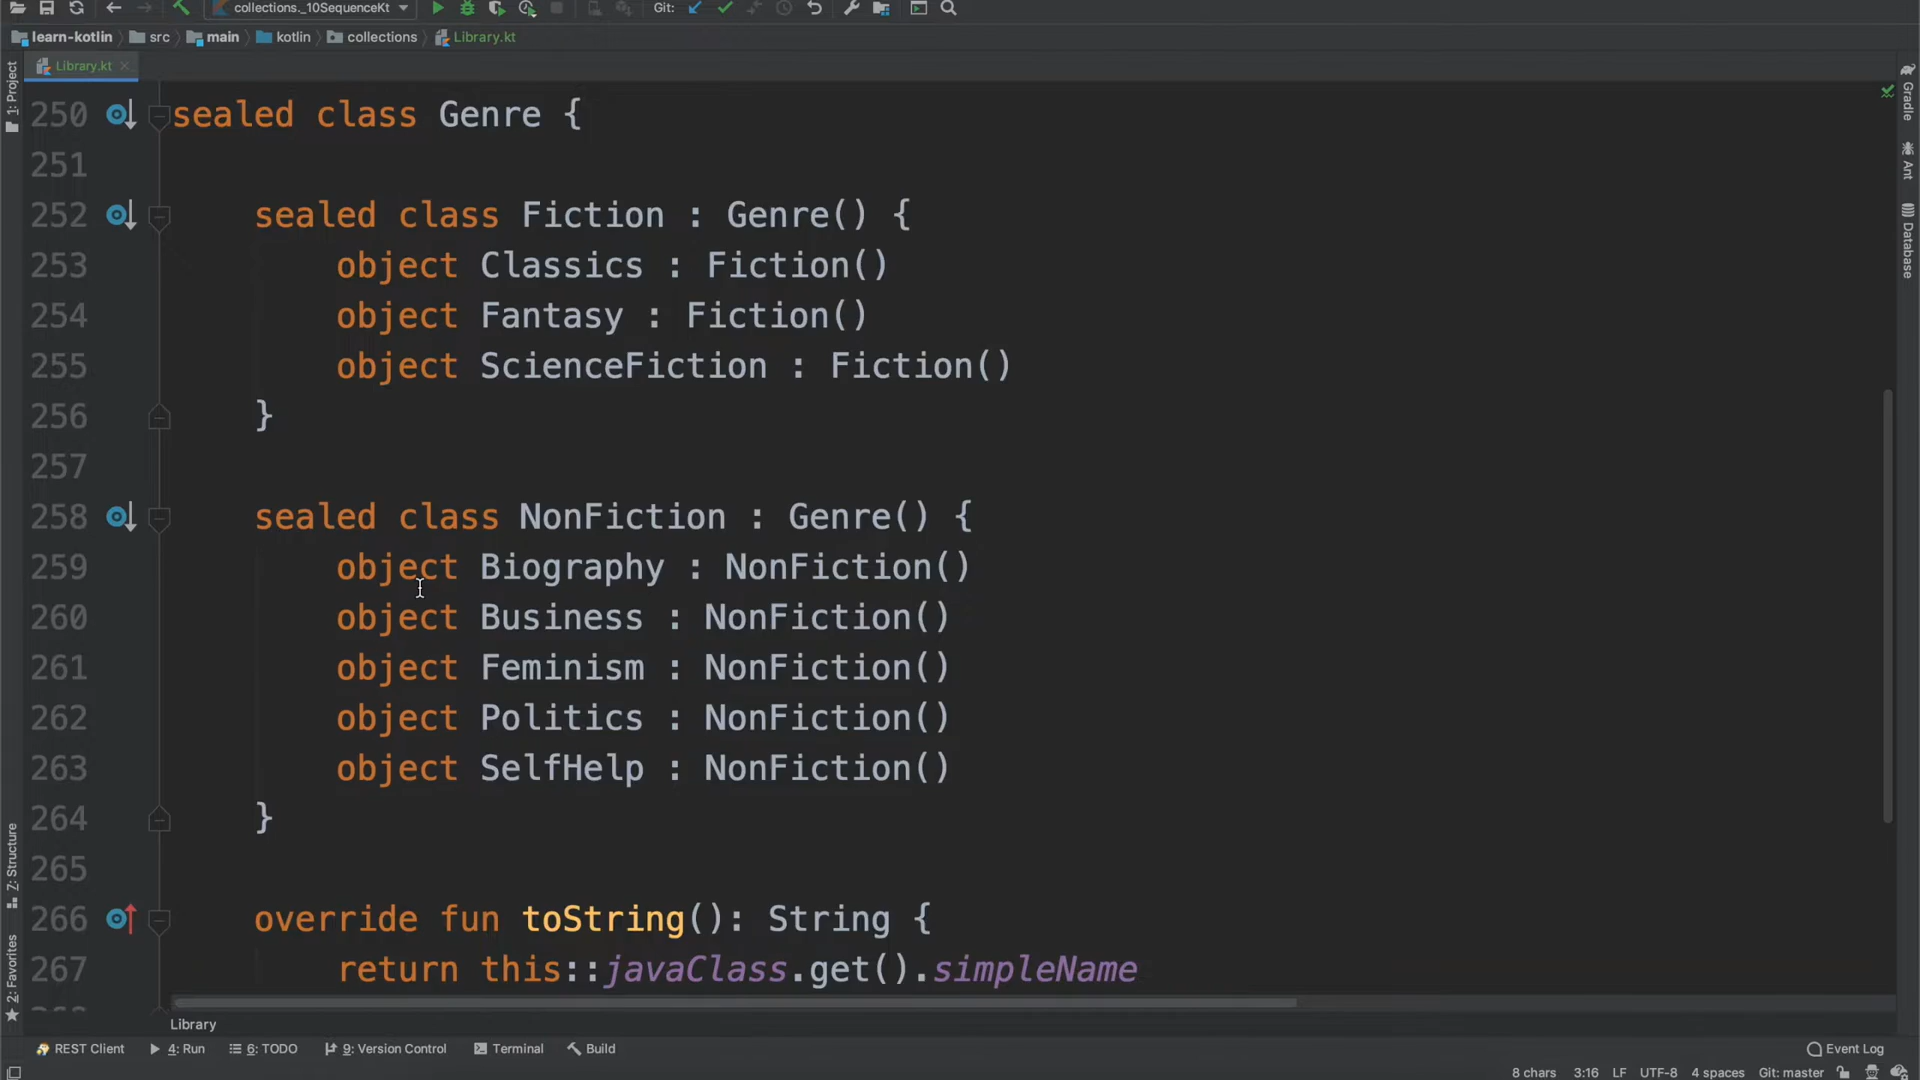 collections._10SequenceKt
Git:
learn-kotlin
src
main
kotlin
collections
Library.kt
Library.kt
1: Project
Gradle
Ant
Database
250 sealed class Genre {
251
252 sealed class Fiction : Genre() {
253 object Classics : Fiction()
254 object Fantasy : Fiction()
255 object ScienceFiction : Fiction()
256 }
257
258 sealed class NonFiction : Genre() {
259 object Biography : NonFiction()
260 object Business : NonFiction()
261 object Feminism : NonFiction()
262 object Politics : NonFiction()
263 object SelfHelp : NonFiction()
264 }
265
266 override fun toString(): String {
267 return this::javaClass.get().simpleName
Z: Structure
2: Favorites
Library
REST Client
4: Run
6: TODO
9: Version Control
Terminal
Build
Event Log
8 chars 3:16 LF UTF-8 4 spaces Git: master